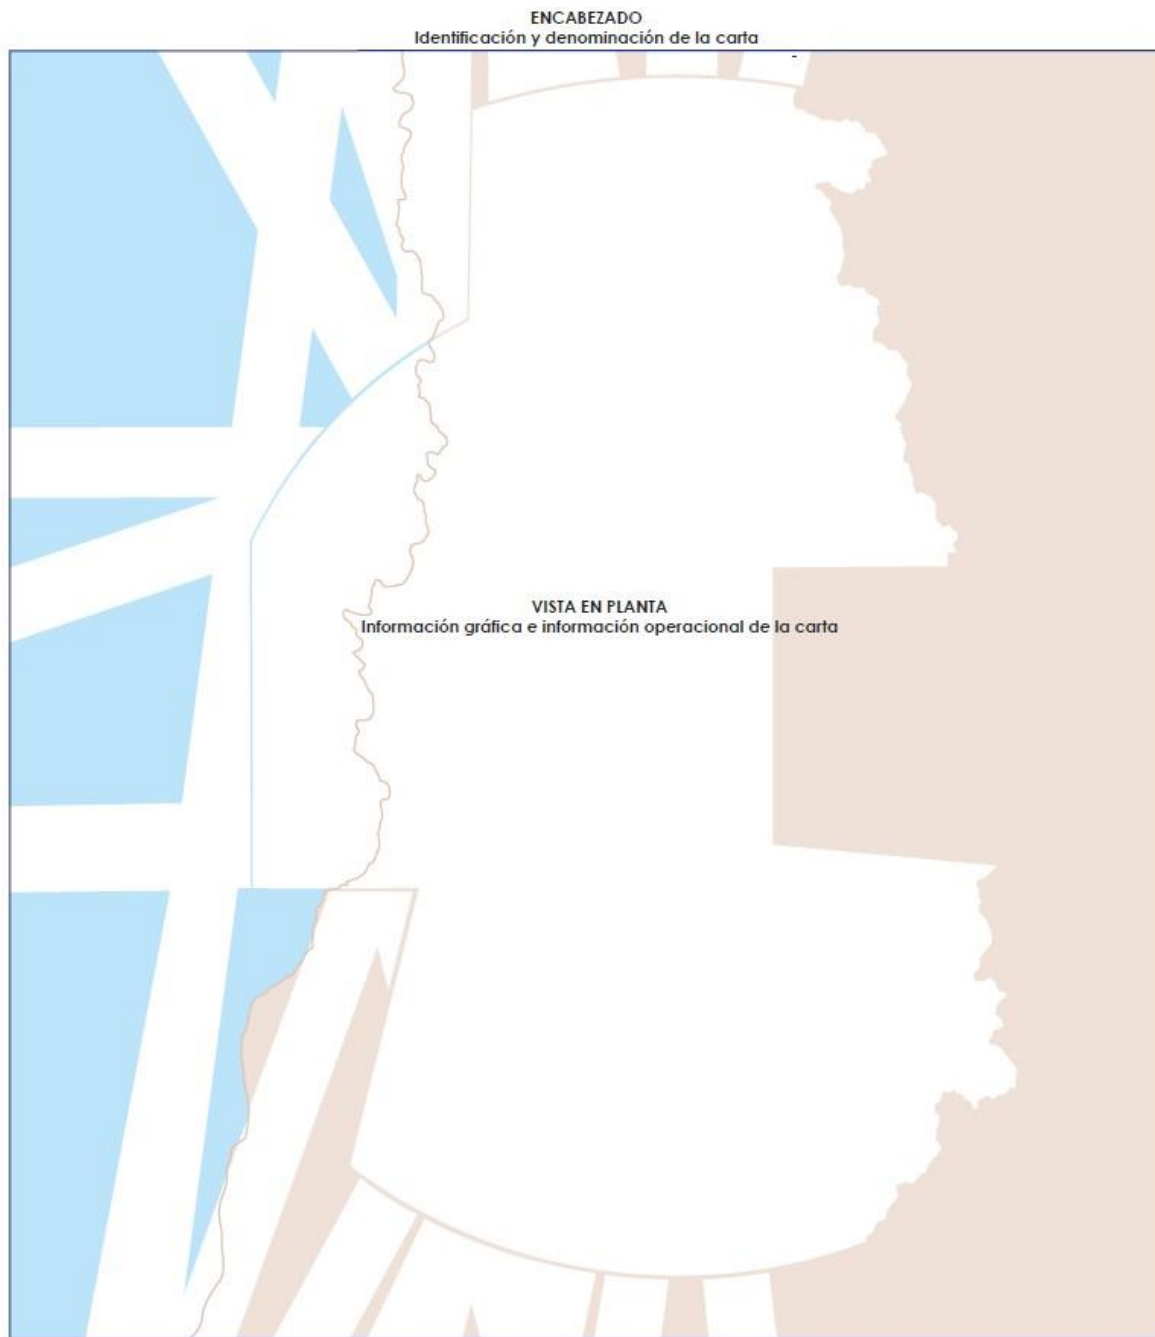 ENCABEZADO
Identificación y denominación de la carta
-
VISTA EN PLANTA
Información gráfica e información operacional de la carta